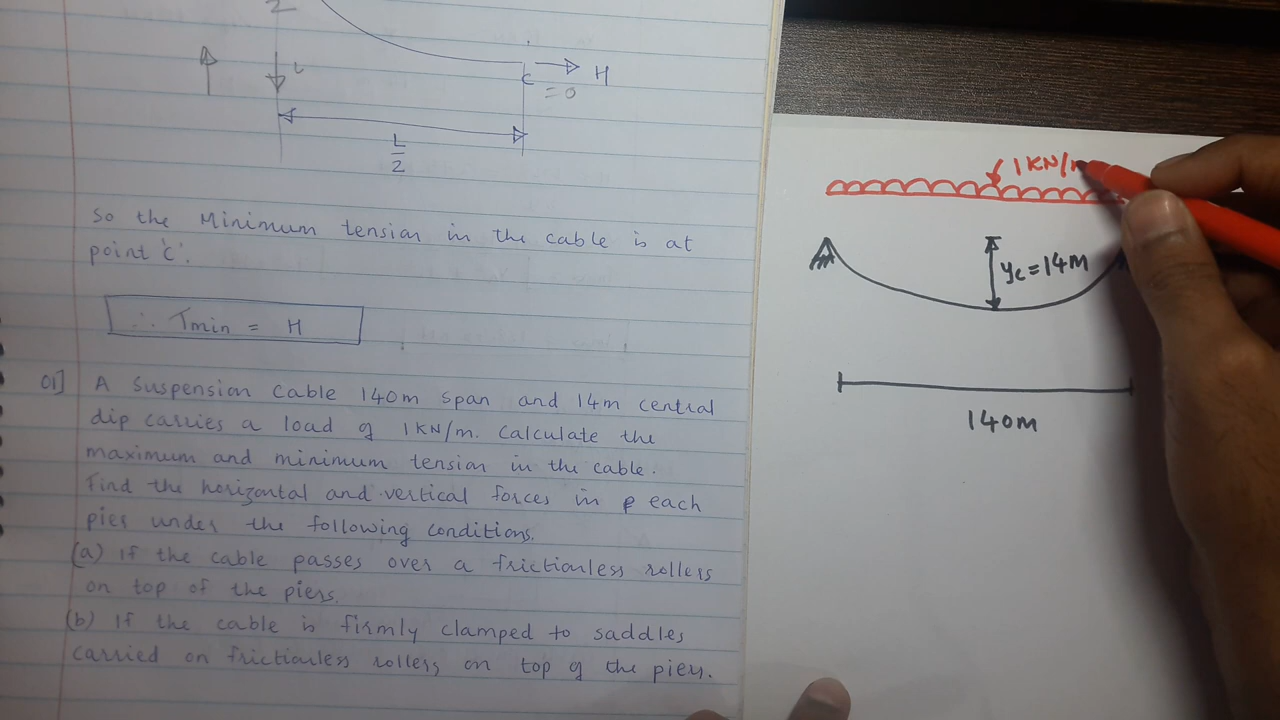 C
H
= 0
L
2
So the Minimum tension in the cable is at
point 'c'.
∴ Tmin = H
01] A suspension cable 140m span and 14m central
dip carries a load of 1KN/m. Calculate the
maximum and minimum tension in the cable.
Find the horizontal and vertical forces in each
pier under the following conditions.
(a) If the cable passes over a frictionless rollers
on top of the piers.
(b) If the cable is firmly clamped to saddles
carried on frictionless rollers on top of the piers.
1KN/
yc = 14M
140M